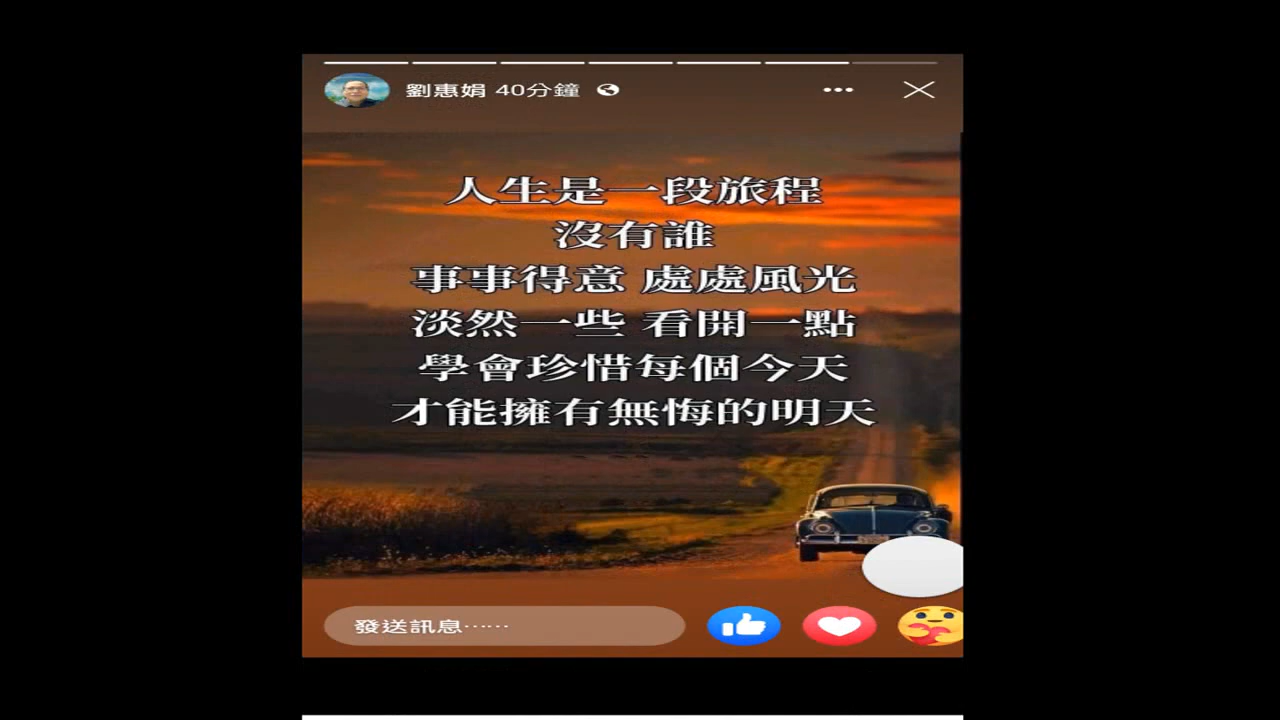 劉惠娟 40分鐘
人生是一段旅程
沒有誰
事事得意 處處風光
淡然一些 看開一點
學會珍惜每個今天
才能擁有無悔的明天
發送訊息……